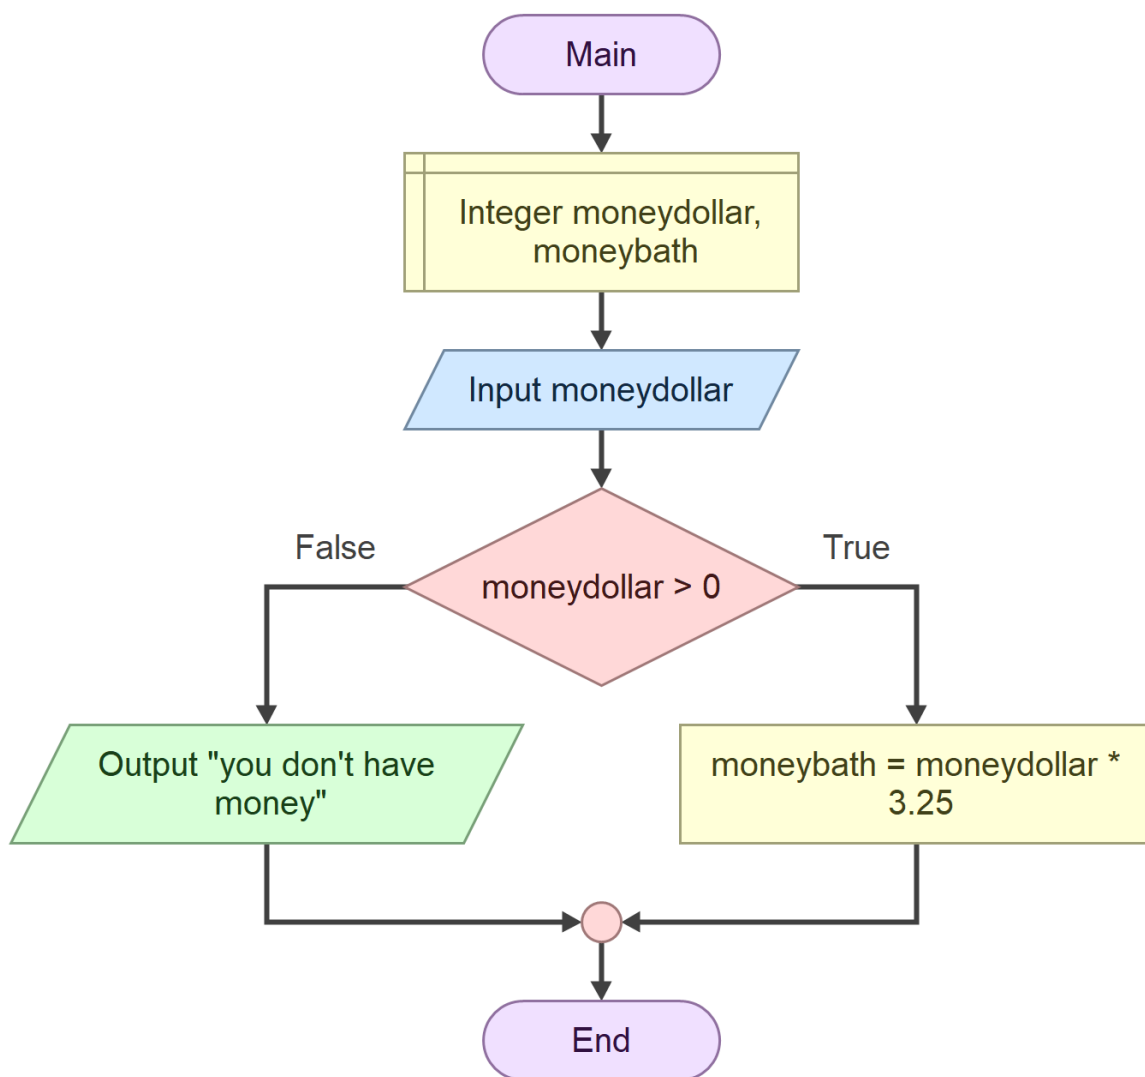 Main
Integer moneydollar,
moneybath
Input moneydollar
False
True
moneydollar > 0
Output "you don't have
money"
moneybath = moneydollar *
3.25
End